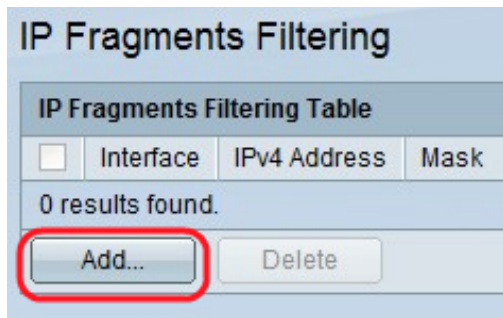 IP Fragments Filtering
IP Fragments Filtering Table
Interface IPv4 Address Mask
0 results found.
Add... Delete